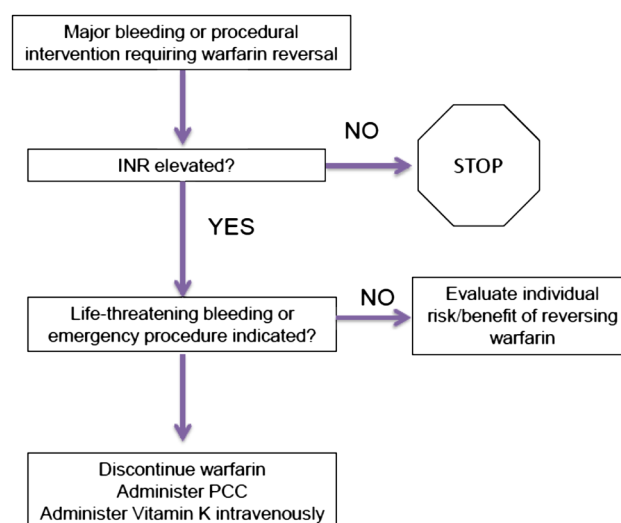 Major bleeding or procedural
intervention requiring warfarin reversal
NO
INR elevated?
STOP
YES
Life-threatening bleeding or
emergency procedure indicated?
NO
Evaluate individual
risk/benefit of reversing
warfarin
Discontinue warfarin
Administer PCC
Administer Vitamin K intravenously